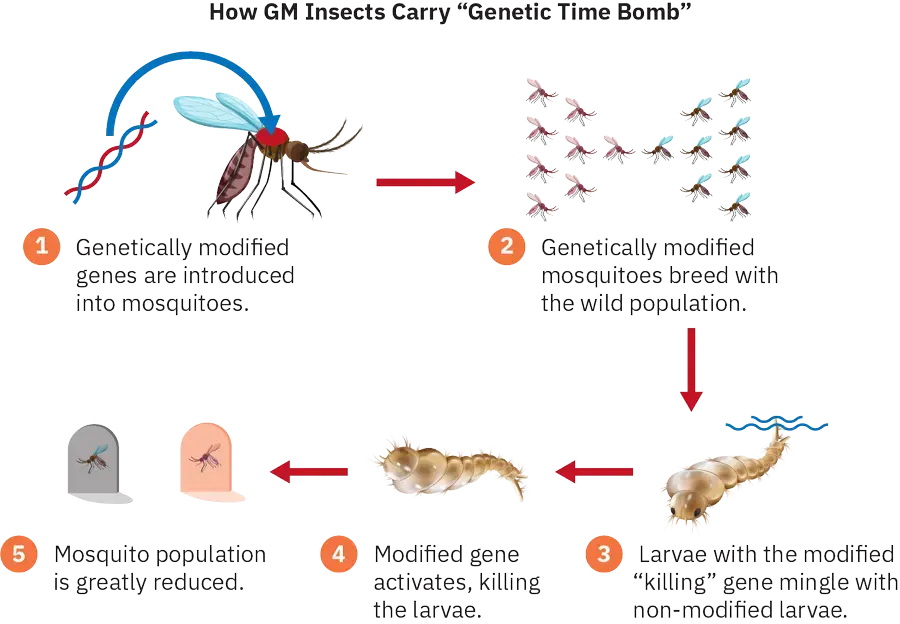 How GM Insects Carry “Genetic Time Bomb”
1
Genetically modified
genes are introduced
into mosquitoes.
2
Genetically modified
mosquitoes breed with
the wild population.
3
Larvae with the modified
“killing” gene mingle with
non-modified larvae.
4
Modified gene
activates, killing
the larvae.
5
Mosquito population
is greatly reduced.